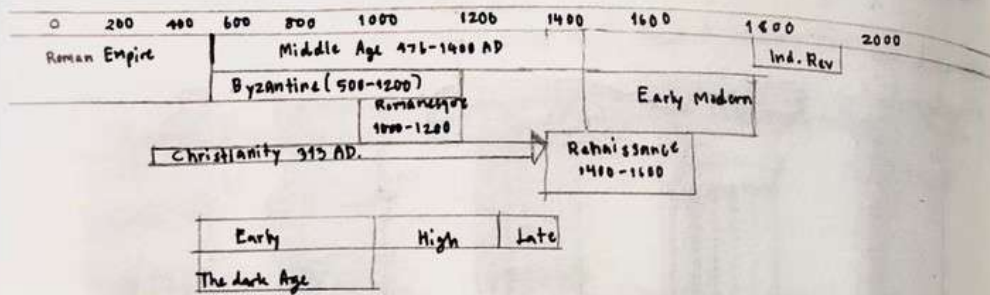 0 200 400 600 800 1000 1200 1400 1600 1800 2000
Roman Empire
Middle Age 476-1400 AD
Ind. Rev
Byzantine (500-1200)
Early Modern
Romanesque
1000-1200
Christianity 313 AD.
Renaissance
1400-1600
Early High Late
The dark Age